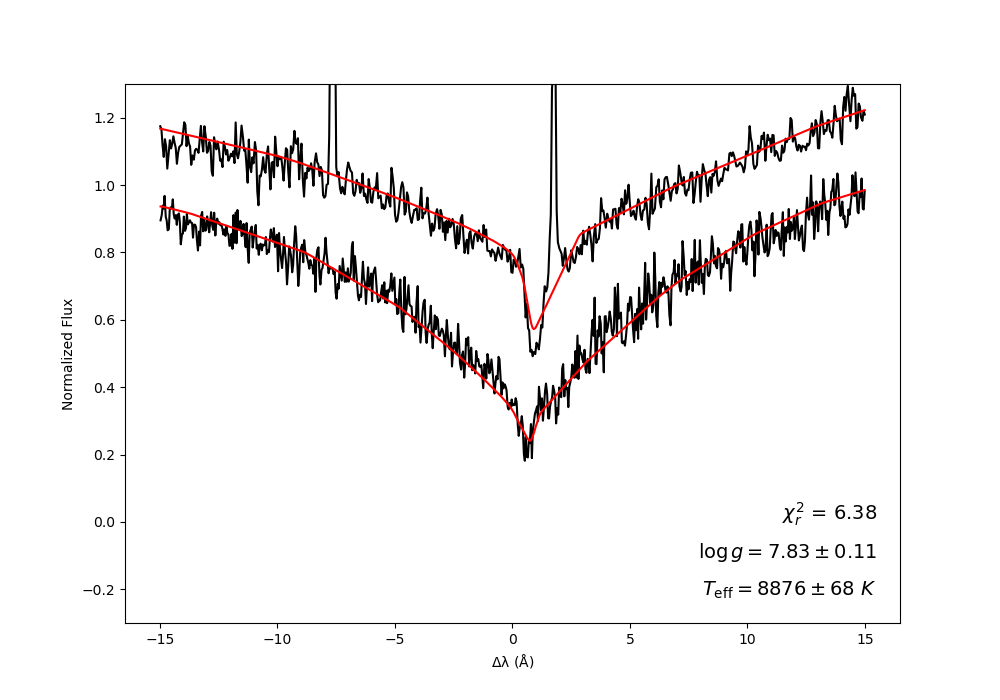 1.2
1.0
0.8
0.6
0.4
0.2
0.0
−0.2
Normalized Flux
χ²ᵣ = 6.38
log g = 7.83 ± 0.11
T_eff = 8876 ± 68 K
−15 −10 −5 0 5 10 15
Δλ (Å)